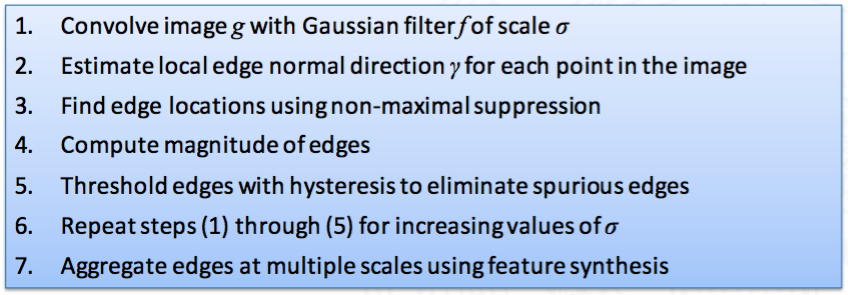 1. Convolve image g with Gaussian filter f of scale σ
2. Estimate local edge normal direction γ for each point in the image
3. Find edge locations using non-maximal suppression
4. Compute magnitude of edges
5. Threshold edges with hysteresis to eliminate spurious edges
6. Repeat steps (1) through (5) for increasing values of σ
7. Aggregate edges at multiple scales using feature synthesis